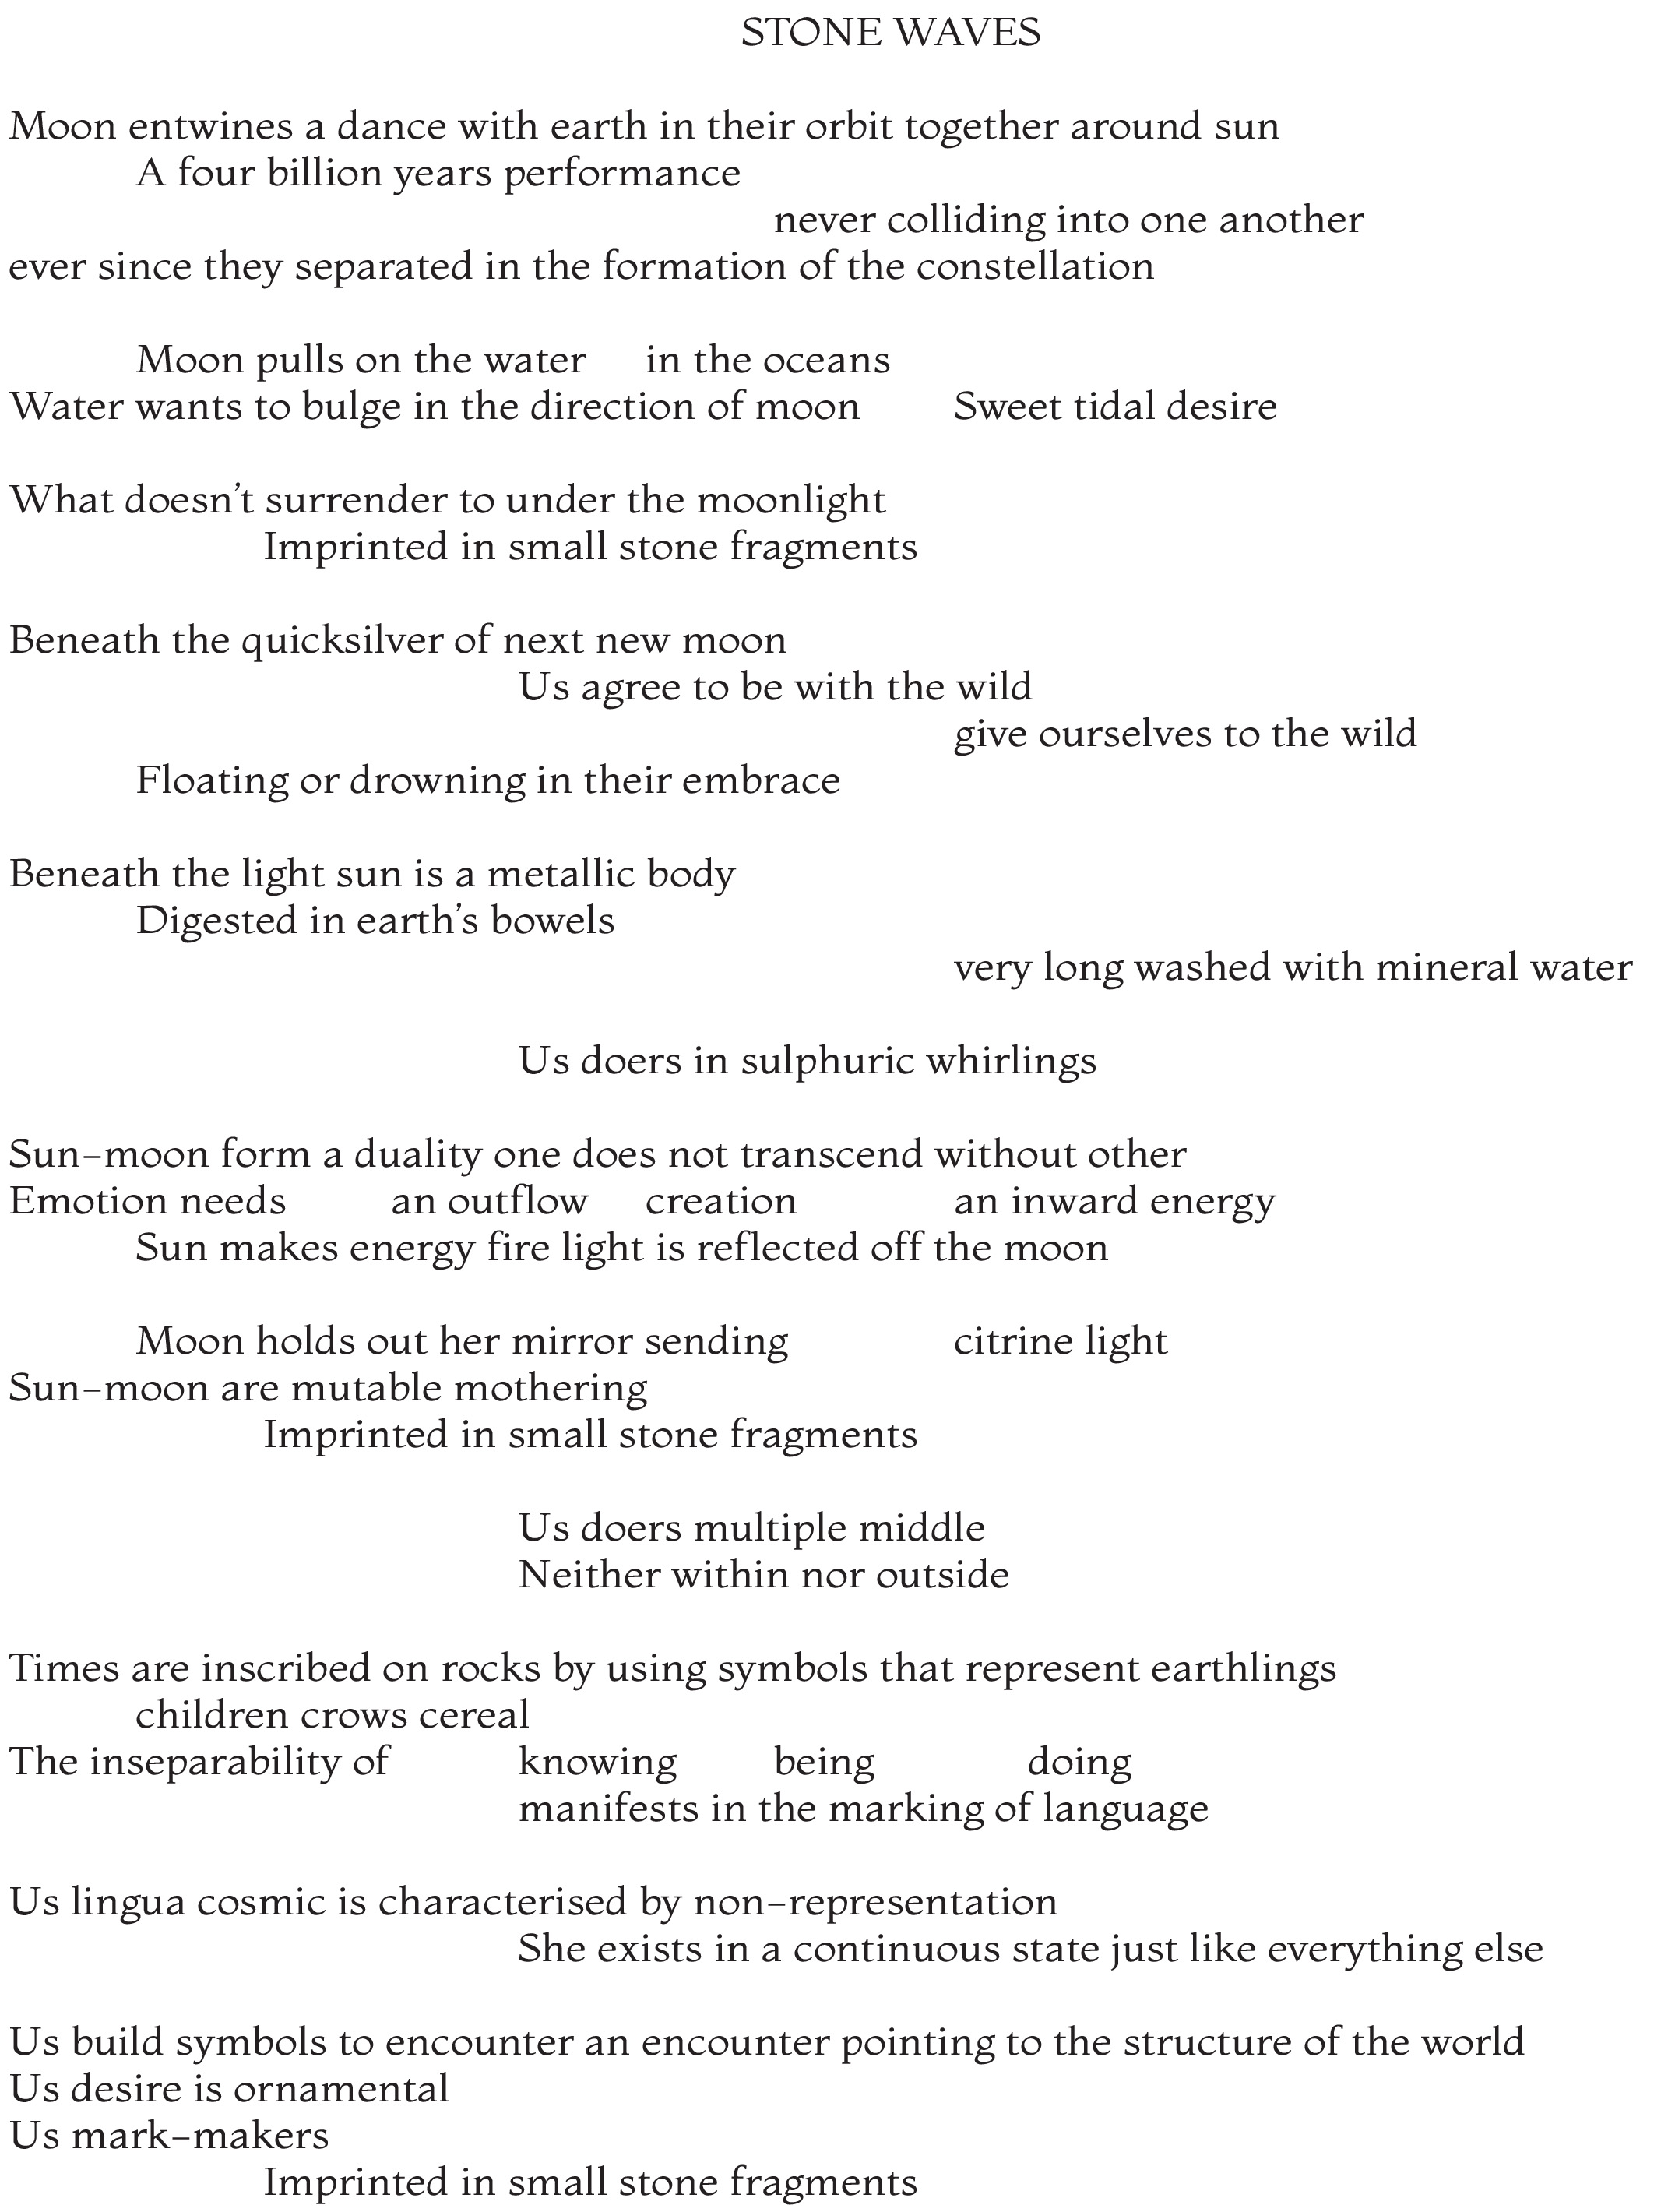 STONE WAVES
Moon entwines a dance with earth in their orbit together around sun
A four billion years performance
never colliding into one another
ever since they separated in the formation of the constellation
Moon pulls on the water in the oceans
Water wants to bulge in the direction of moon Sweet tidal desire
What doesn’t surrender to under the moonlight
Imprinted in small stone fragments
Beneath the quicksilver of next new moon
Us agree to be with the wild
give ourselves to the wild
Floating or drowning in their embrace
Beneath the light sun is a metallic body
Digested in earth’s bowels
very long washed with mineral water
Us doers in sulphuric whirlings
Sun–moon form a duality one does not transcend without other
Emotion needs an outflow creation an inward energy
Sun makes energy fire light is reflected off the moon
Moon holds out her mirror sending citrine light
Sun–moon are mutable mothering
Imprinted in small stone fragments
Us doers multiple middle
Neither within nor outside
Times are inscribed on rocks by using symbols that represent earthlings
children crows cereal
The inseparability of knowing being doing
manifests in the marking of language
Us lingua cosmic is characterised by non–representation
She exists in a continuous state just like everything else
Us build symbols to encounter an encounter pointing to the structure of the world
Us desire is ornamental
Us mark–makers
Imprinted in small stone fragments